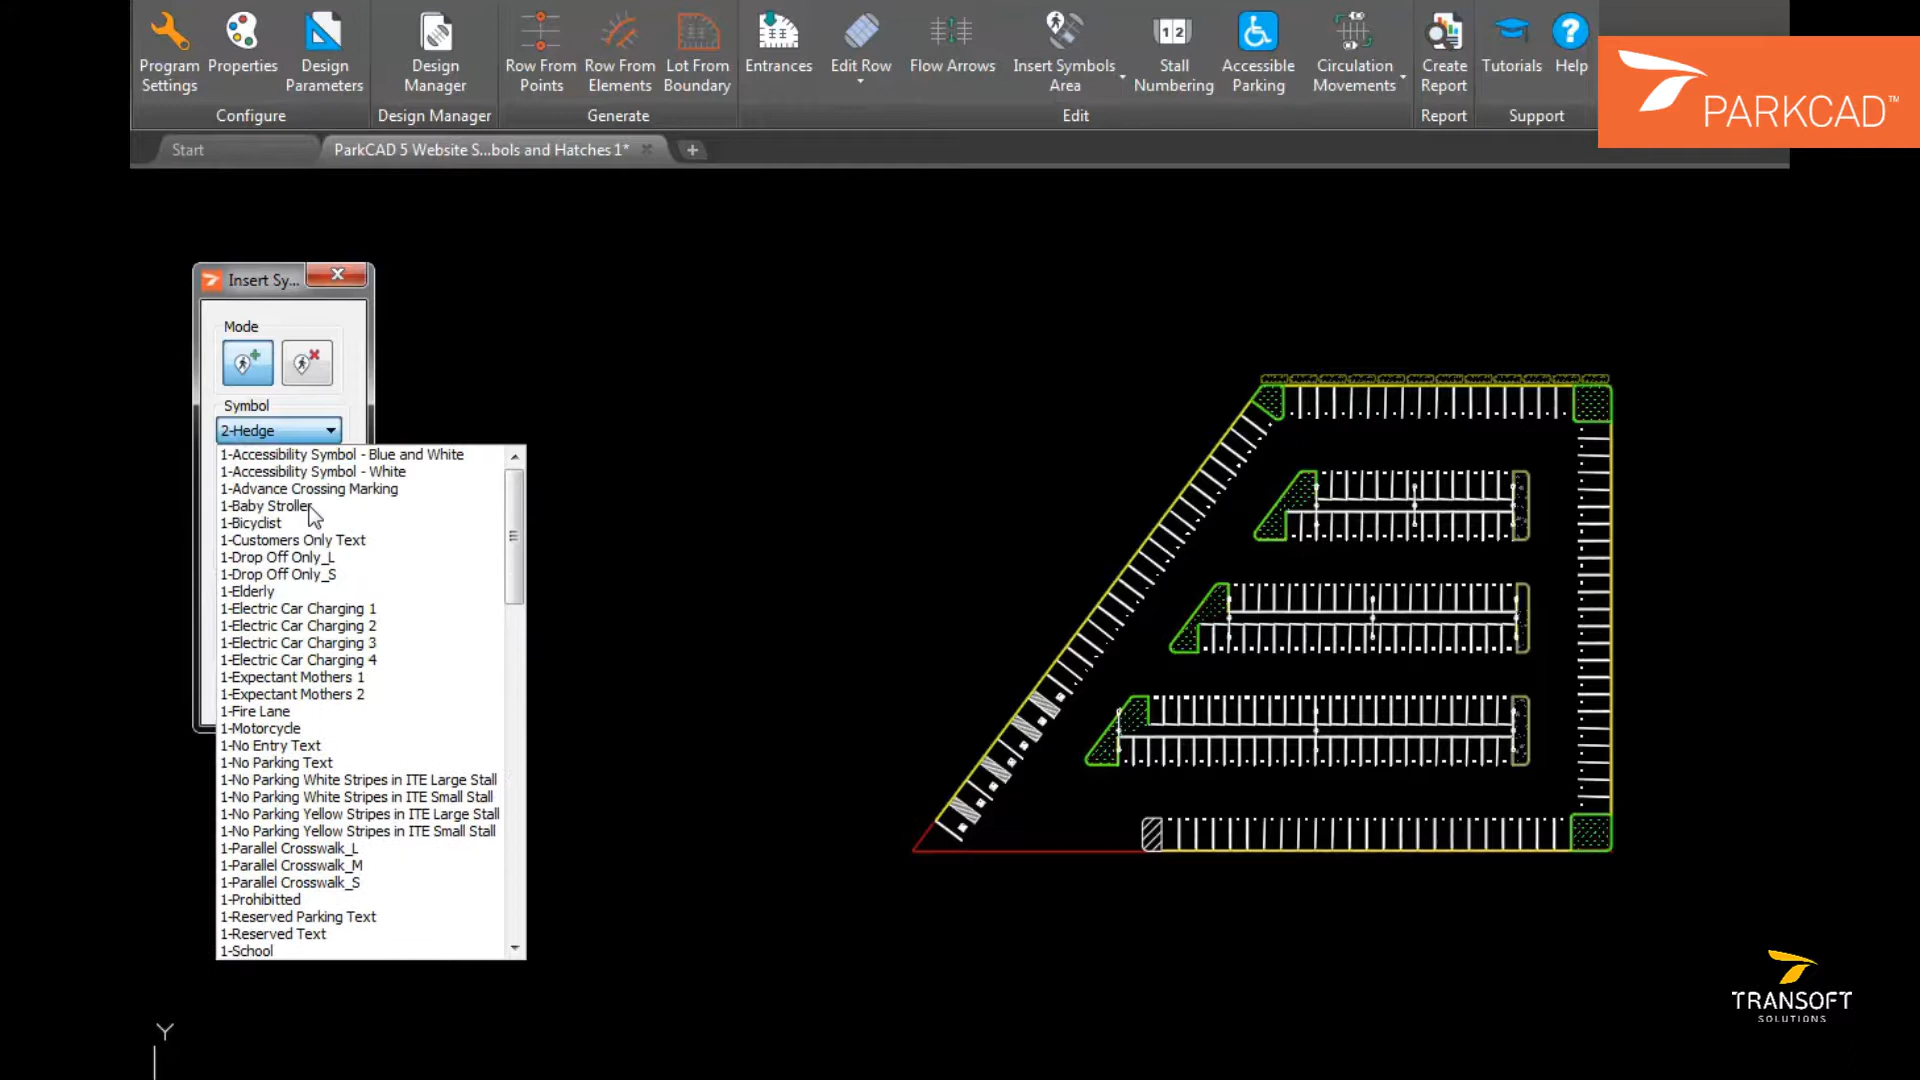 Program Settings
Properties
Design Parameters
Configure
Design Manager
Design Manager
Row From Points
Row From Elements
Lot From Boundary
Generate
Entrances
Edit Row
Flow Arrows
Insert Symbols Area
Stall Numbering
Accessible Parking
Circulation Movements
Edit
Create Report
Report
Tutorials
Help
Support
PARKCAD™
Start
ParkCAD 5 Website S...bols and Hatches 1*
Insert Sy...
Mode
Symbol
2-Hedge
1-Accessibility Symbol - Blue and White
1-Accessibility Symbol - White
1-Advance Crossing Marking
1-Baby Stroller
1-Bicyclist
1-Customers Only Text
1-Drop Off Only_L
1-Drop Off Only_S
1-Elderly
1-Electric Car Charging 1
1-Electric Car Charging 2
1-Electric Car Charging 3
1-Electric Car Charging 4
1-Expectant Mothers 1
1-Expectant Mothers 2
1-Fire Lane
1-Motorcycle
1-No Entry Text
1-No Parking Text
1-No Parking White Stripes in ITE Large Stall
1-No Parking White Stripes in ITE Small Stall
1-No Parking Yellow Stripes in ITE Large Stall
1-No Parking Yellow Stripes in ITE Small Stall
1-Parallel Crosswalk_L
1-Parallel Crosswalk_M
1-Parallel Crosswalk_S
1-Prohibitted
1-Reserved Parking Text
1-Reserved Text
1-School
TRANSOFT
SOLUTIONS
Y